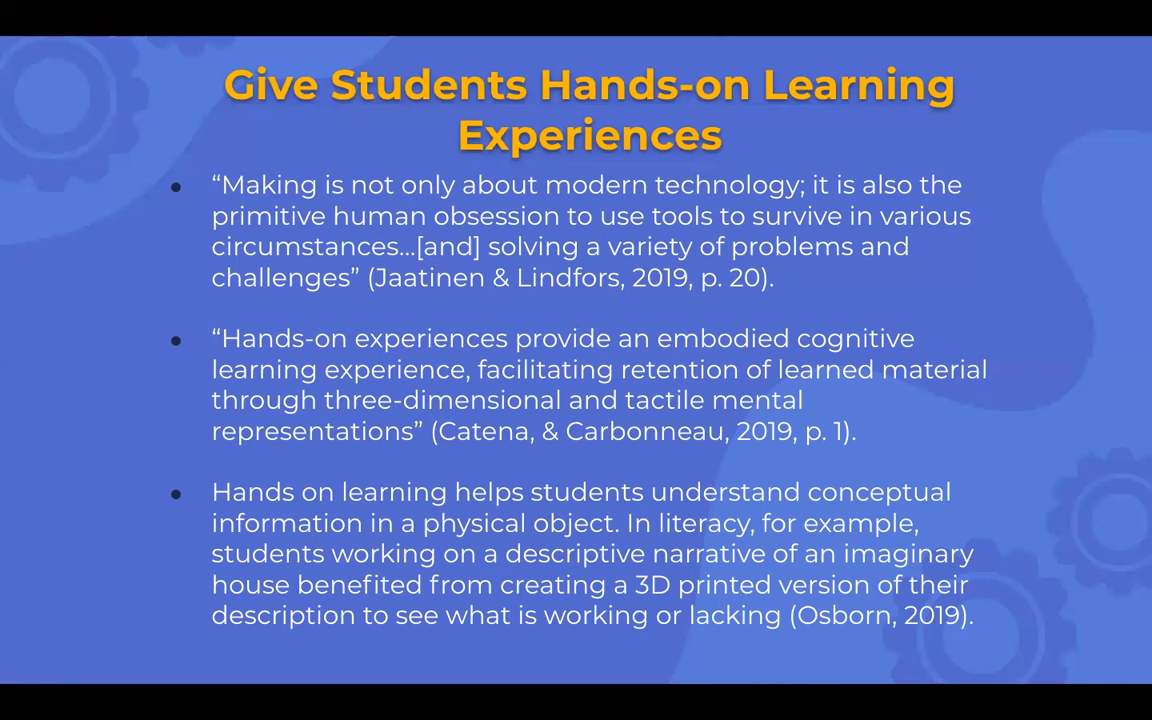 Give Students Hands-on Learning
Experiences
● “Making is not only about modern technology; it is also the
primitive human obsession to use tools to survive in various
circumstances...[and] solving a variety of problems and
challenges” (Jaatinen & Lindfors, 2019, p. 20).
● “Hands-on experiences provide an embodied cognitive
learning experience, facilitating retention of learned material
through three-dimensional and tactile mental
representations” (Catena, & Carbonneau, 2019, p. 1).
● Hands on learning helps students understand conceptual
information in a physical object. In literacy, for example,
students working on a descriptive narrative of an imaginary
house benefited from creating a 3D printed version of their
description to see what is working or lacking (Osborn, 2019).